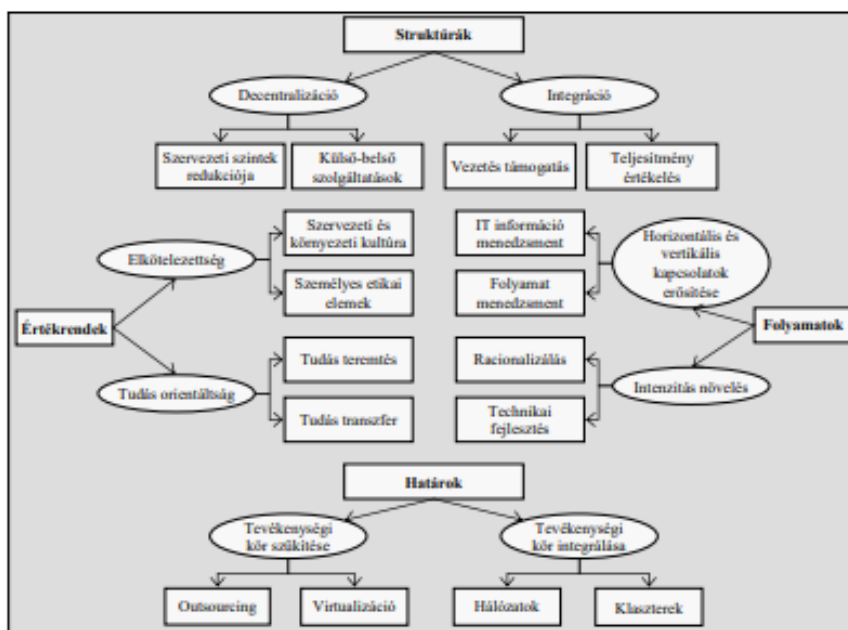 Struktúrák
Decentralizáció
Integráció
Szervezeti szintek
redukciója
Külső-belső
szolgáltatások
Vezetés támogatás
Teljesítmény
értékelés
Elkötelezettség
Szervezeti és
környezeti kultúra
Személyes etikai
elemek
IT információ
menedzsment
Folyamat
menedzsment
Horizontális és
vertikális
kapcsolatok
erősítése
Értékrendek
Folyamatok
Tudás orientáltság
Tudás teremtés
Tudás transzfer
Racionalizálás
Technikai
fejlesztés
Intenzitás növelés
Határok
Tevékenységi
kör szűkítése
Tevékenységi
kör integrálása
Outsourcing
Virtualizáció
Hálózatok
Klaszterek